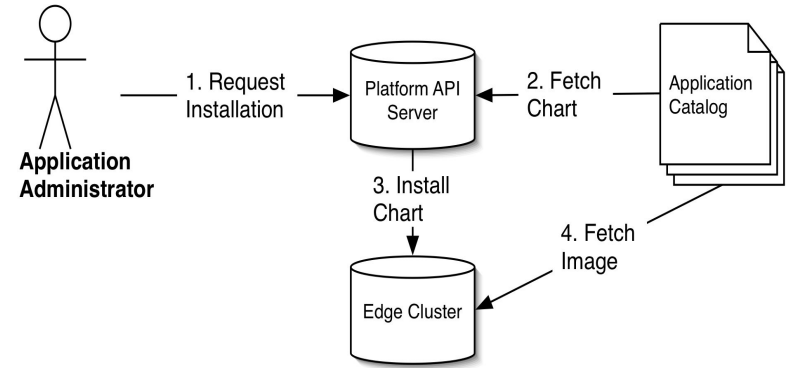 1. Request
Installation
Platform API
Server
2. Fetch
Chart
Application
Catalog
Application
Administrator
3. Install
Chart
4. Fetch
Image
Edge Cluster